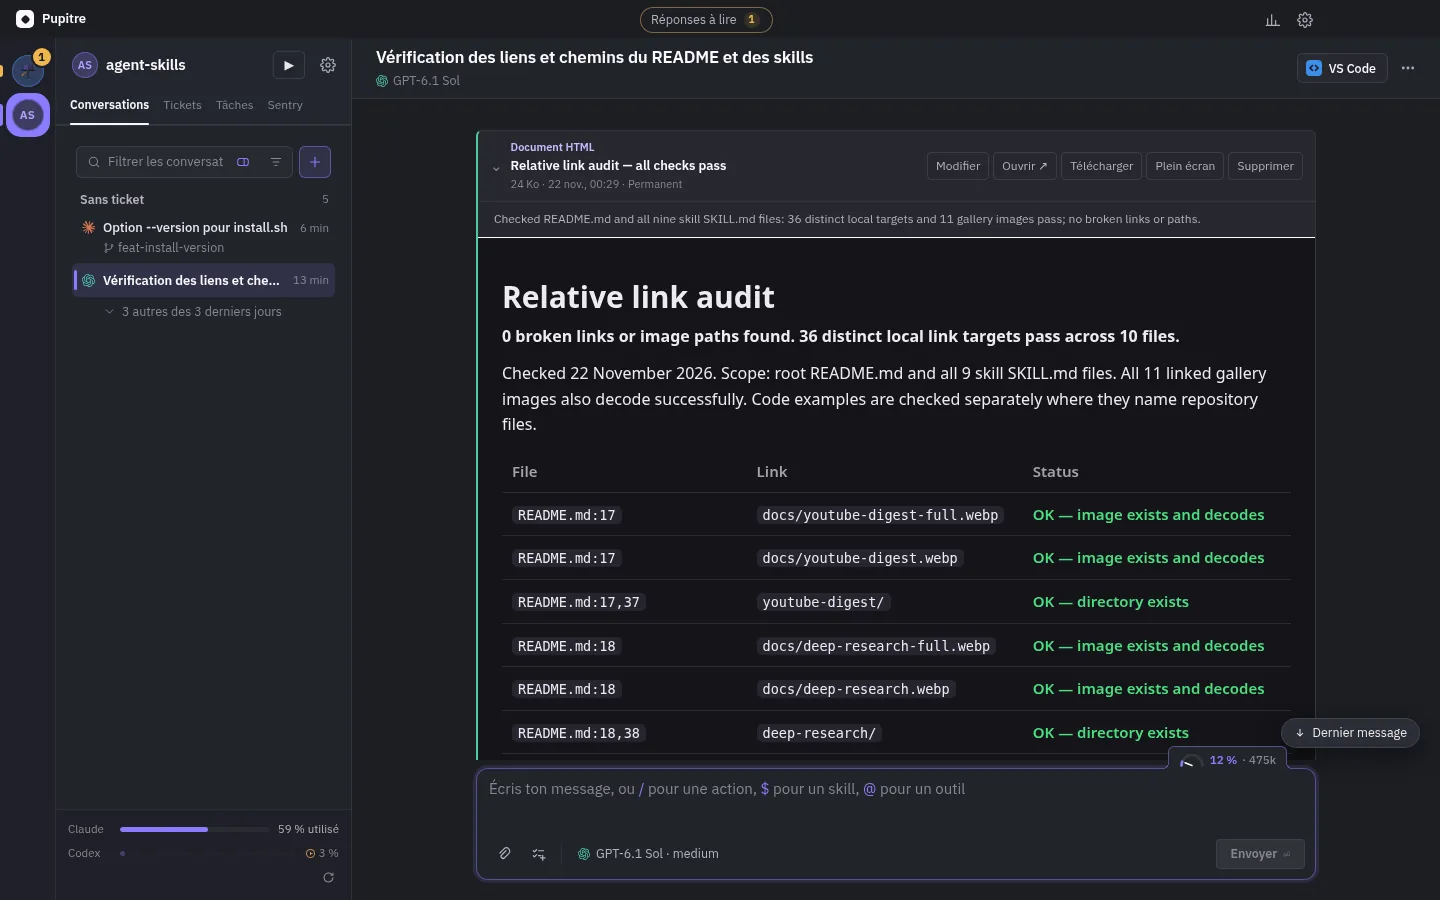 Pupitre
Réponses à lire 1
1
AS
AS agent-skills
Conversations Tickets Tâches Sentry
Filtrer les conversat
Sans ticket 5
Option --version pour install.sh 6 min
feat-install-version
Vérification des liens et che... 13 min
3 autres des 3 derniers jours
Claude 59 % utilisé
Codex 3 %
Vérification des liens et chemins du README et des skills
GPT-6.1 Sol
VS Code
Document HTML
Relative link audit — all checks pass
24 Ko · 22 nov., 00:29 · Permanent
Modifier Ouvrir ↗ Télécharger Plein écran Supprimer
Checked README.md and all nine skill SKILL.md files: 36 distinct local targets and 11 gallery images pass; no broken links or paths.
Relative link audit
0 broken links or image paths found. 36 distinct local link targets pass across 10 files.
Checked 22 November 2026. Scope: root README.md and all 9 skill SKILL.md files. All 11 linked gallery
images also decode successfully. Code examples are checked separately where they name repository
files.
File Link Status
README.md:17 docs/youtube-digest-full.webp OK — image exists and decodes
README.md:17 docs/youtube-digest.webp OK — image exists and decodes
README.md:17,37 youtube-digest/ OK — directory exists
README.md:18 docs/deep-research-full.webp OK — image exists and decodes
README.md:18 docs/deep-research.webp OK — image exists and decodes
README.md:18,38 deep-research/ OK — directory exists
↓ Dernier message
12 % · 475k
Écris ton message, ou / pour une action, $ pour un skill, @ pour un outil
GPT-6.1 Sol · medium
Envoyer ⏎